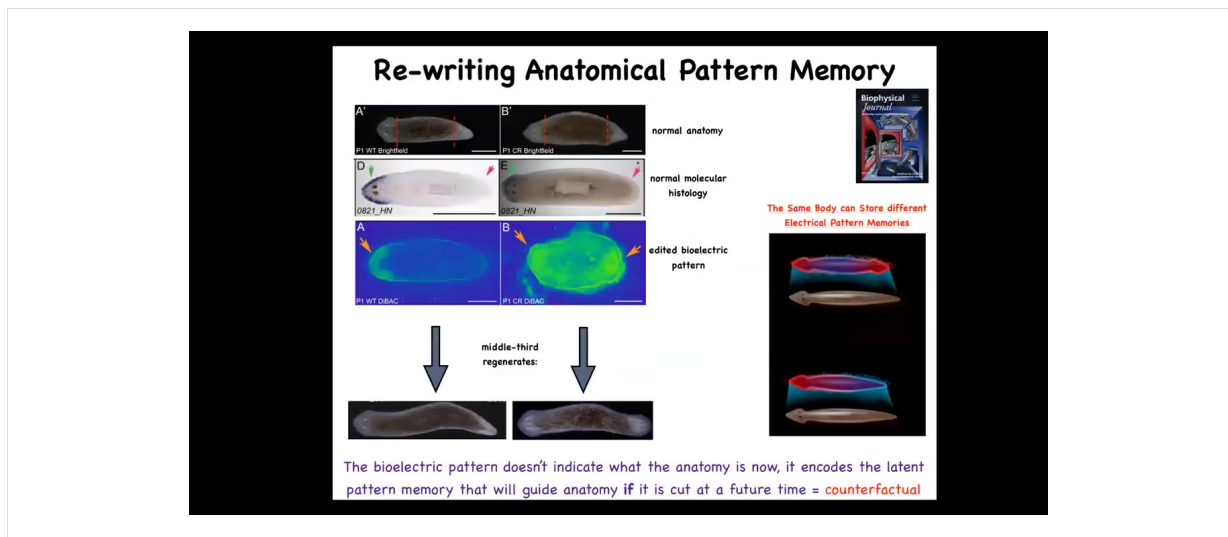 Re-writing Anatomical Pattern Memory
A'
P1 WT Brightfield
B'
P1 CR Brightfield
normal anatomy
Biophysical
Journal
D
0821_HN
E
0821_HN
normal molecular
histology
The Same Body can Store different
Electrical Pattern Memories
A
P1 WT DiBAC
B
P1 CR DiBAC
edited bioelectric
pattern
middle-third
regenerates:
The bioelectric pattern doesn't indicate what the anatomy is now, it encodes the latent
pattern memory that will guide anatomy if it is cut at a future time = counterfactual